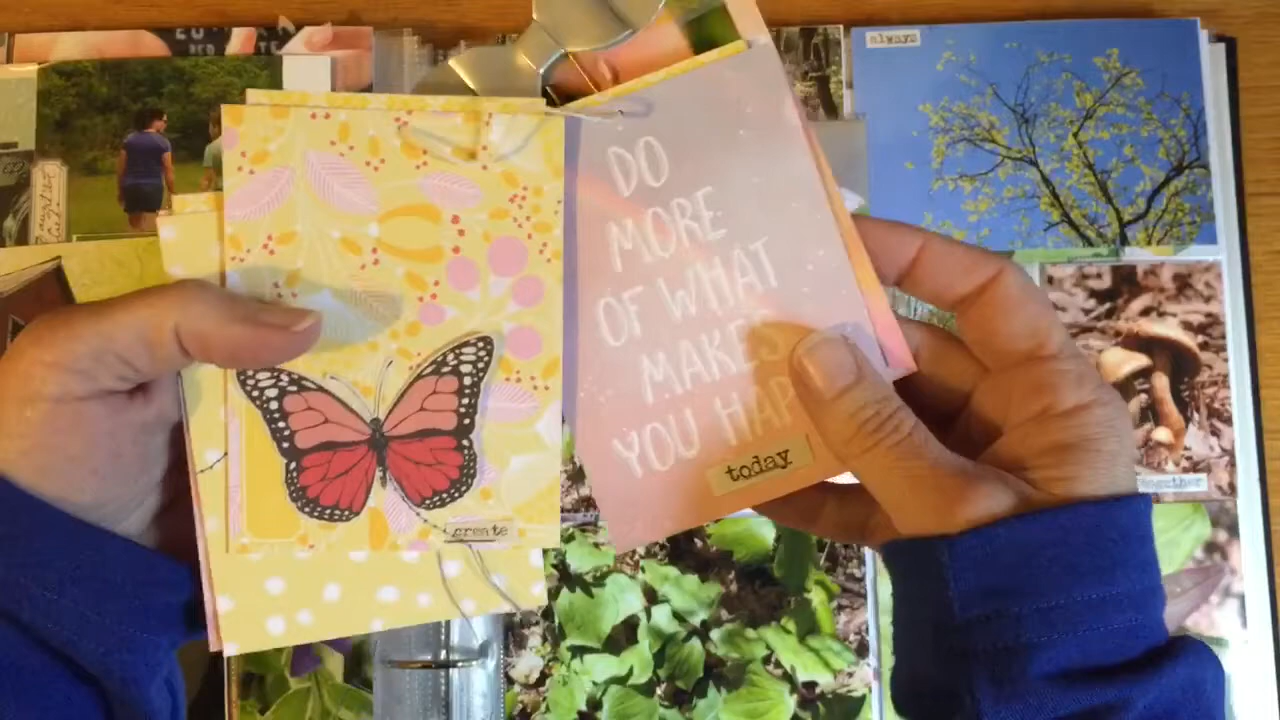 always
DO
MORE
OF WHAT
MAKES
YOU HAP
today
create
together